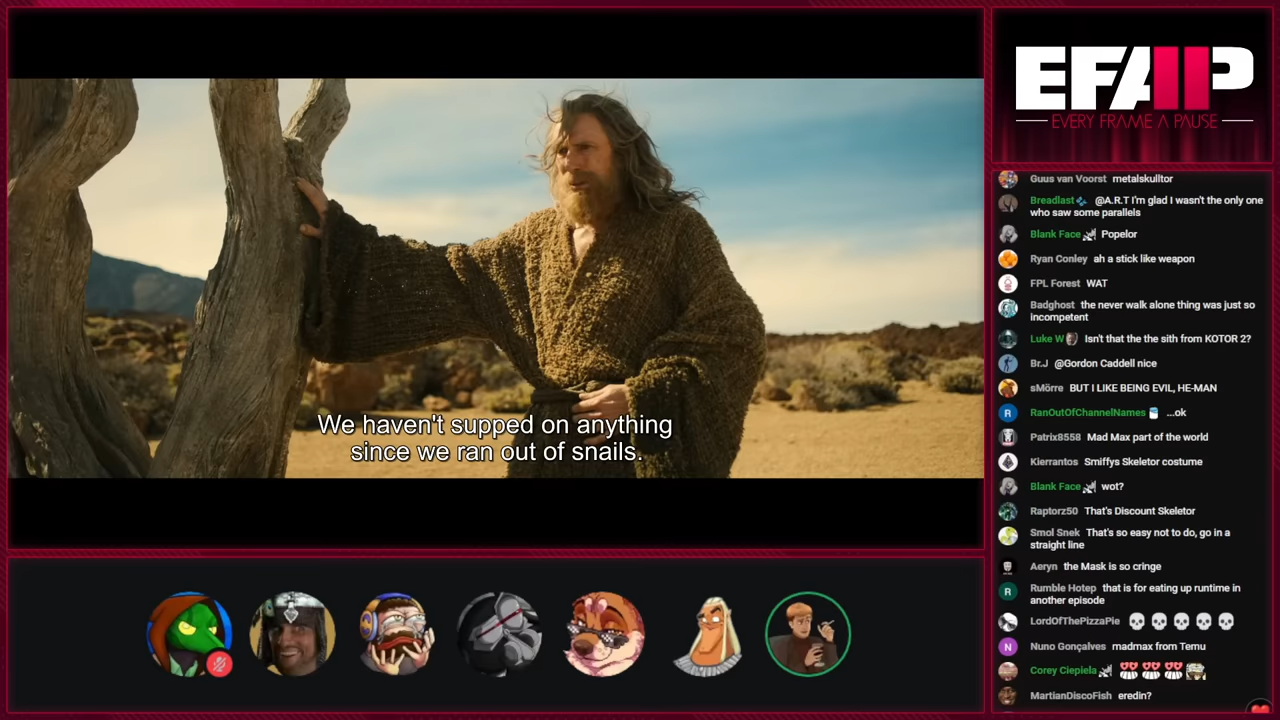 EFAP
EVERY FRAME A PAUSE
Guus van Voorst metalskulltor
Breadlast @A.R.T I'm glad I wasn't the only one
who saw some parallels
Blank Face Popelor
Ryan Conley ah a stick like weapon
FPL Forest WAT
Badghost the never walk alone thing was just so
incompetent
Luke W Isn't that the the sith from KOTOR 2?
Br.J @Gordon Caddell nice
sMörre BUT I LIKE BEING EVIL, HE-MAN
R RanOutOfChannelNames ...ok
Patrix8558 Mad Max part of the world
Kierrantos Smiffys Skeletor costume
Blank Face wot?
Raptorz50 That's Discount Skeletor
Smol Snek That's so easy not to do, go in a
straight line
Aeryn the Mask is so cringe
R Rumble Hotep that is for eating up runtime in
another episode
LordOfThePizzaPie 💀 💀 💀 💀 💀
N Nuno Gonçalves madmax from Temu
Corey Ciepiela
MartianDiscoFish eredin?
We haven't supped on anything
since we ran out of snails.